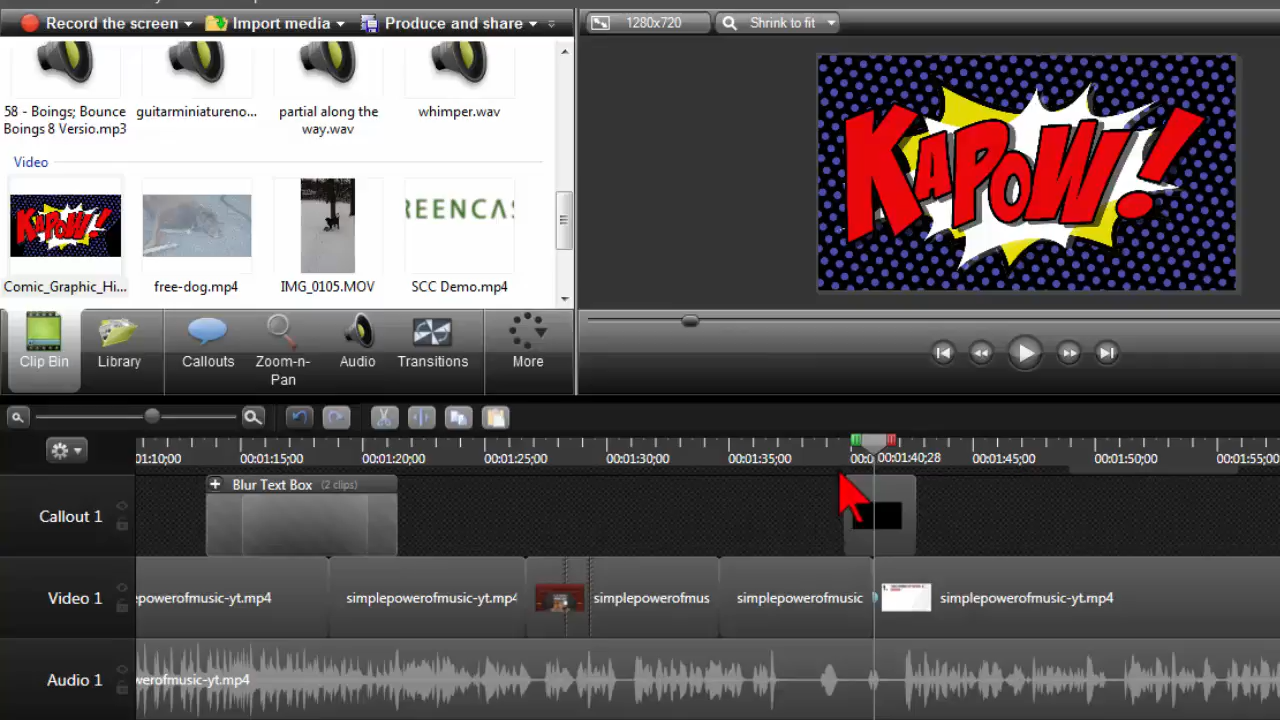 Record the screen
Import media
Produce and share
1280x720
Shrink to fit
58 - Boings; Bounce
Boings 8 Versio.mp3
guitarminiatureno...
partial along the
way.wav
whimper.wav
Video
KAPOW!
REENCAS
Comic_Graphic_Hi...
free-dog.mp4
IMG_0105.MOV
SCC Demo.mp4
KAPOW!
Clip Bin
Library
Callouts
Zoom-n-
Pan
Audio
Transitions
More
01:10;00
00:01:15;00
00:01:20;00
00:01:25;00
00:01:30;00
00:01:35;00
00:0
00:01:40;28
00:01:45;00
00:01:50;00
00:01:55;00
Callout 1
Blur Text Box (2 clips)
Video 1
epowerofmusic-yt.mp4
simplepowerofmusic-yt.mp4
simplepowerofmus
simplepowerofmusic
simplepowerofmusic-yt.mp4
Audio 1
werofmusic-yt.mp4